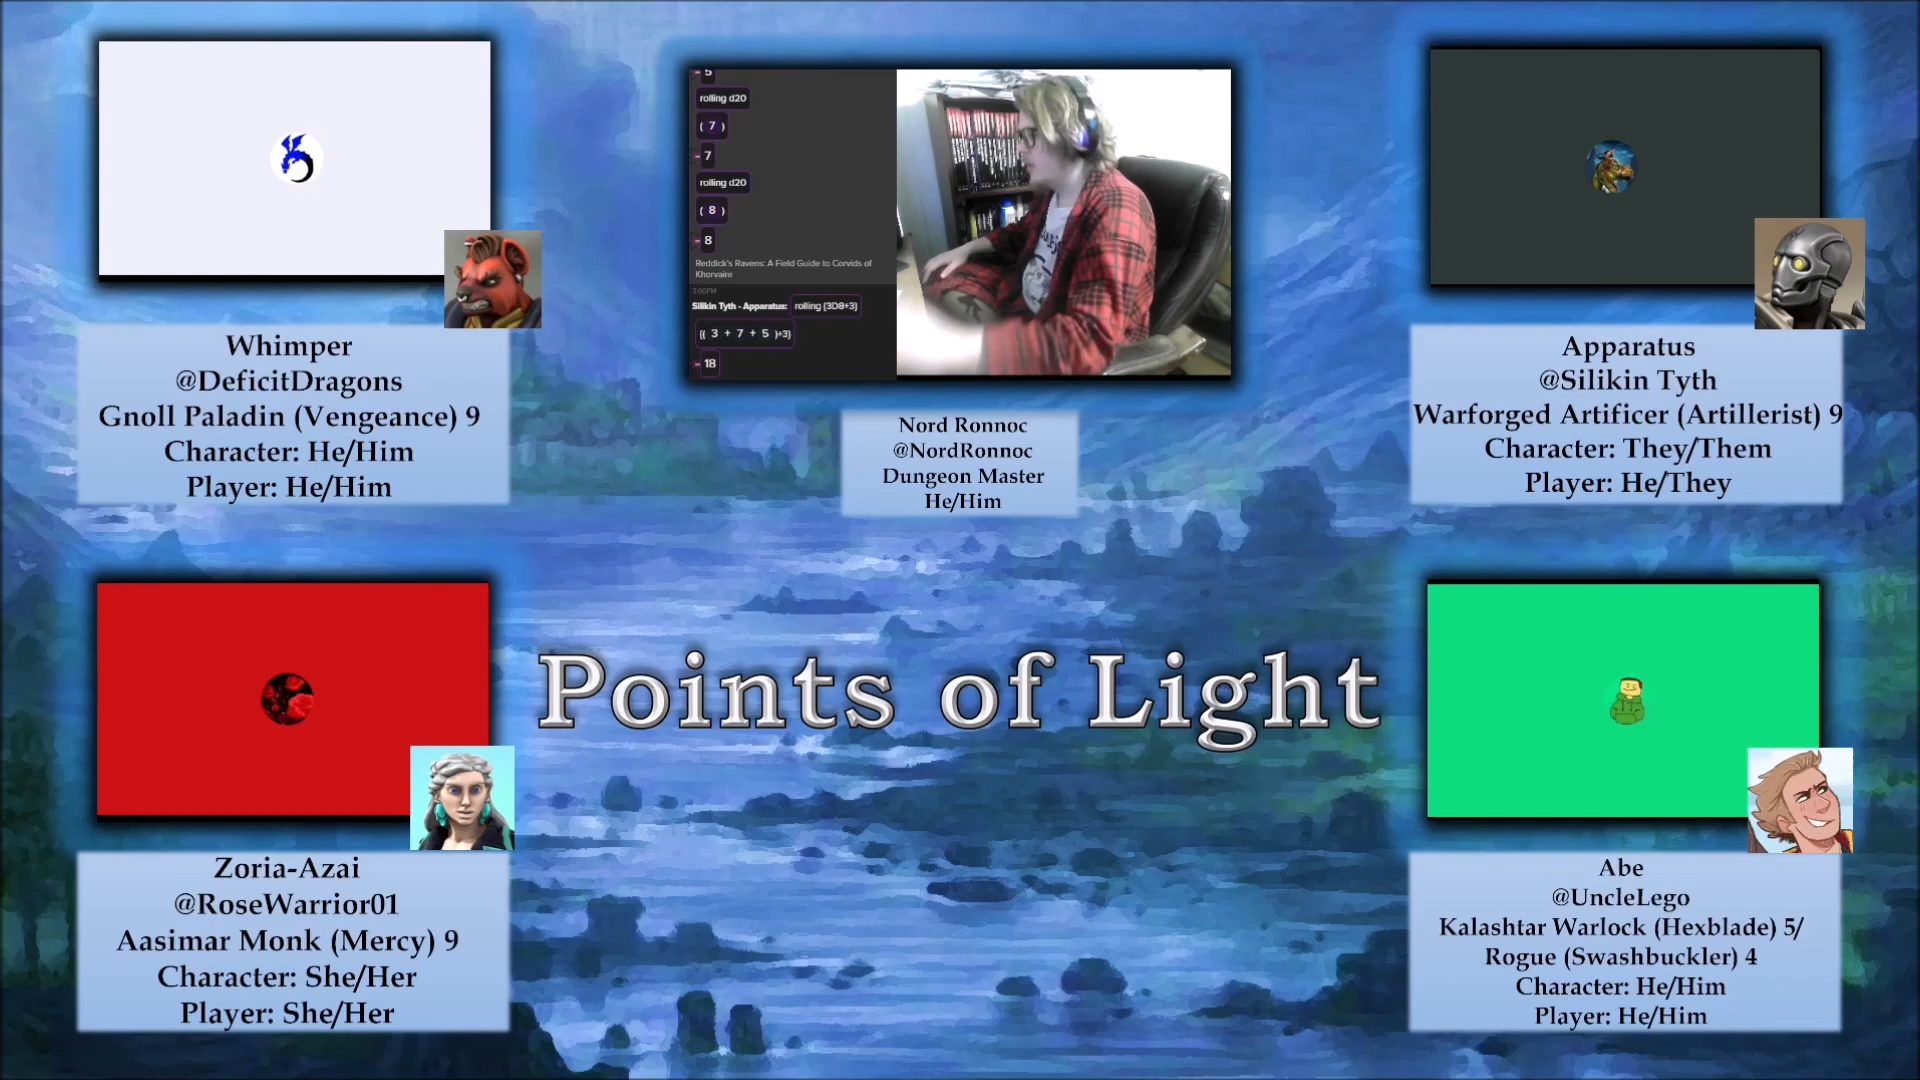 5
rolling d20
( 7 )
7
rolling d20
( 8 )
8
Reddick's Ravens: A Field Guide to Corvids of
Khorvaire
3:00PM
Silikin Tyth - Apparatus: rolling (3D8+3)
(( 3 + 7 + 5 )+3)
18
Whimper
@DeficitDragons
Gnoll Paladin (Vengeance) 9
Character: He/Him
Player: He/Him
Nord Ronnoc
@NordRonnoc
Dungeon Master
He/Him
Apparatus
@Silikin Tyth
Warforged Artificer (Artillerist) 9
Character: They/Them
Player: He/They
Points of Light
Zoria-Azai
@RoseWarrior01
Aasimar Monk (Mercy) 9
Character: She/Her
Player: She/Her
Abe
@UncleLego
Kalashtar Warlock (Hexblade) 5/
Rogue (Swashbuckler) 4
Character: He/Him
Player: He/Him